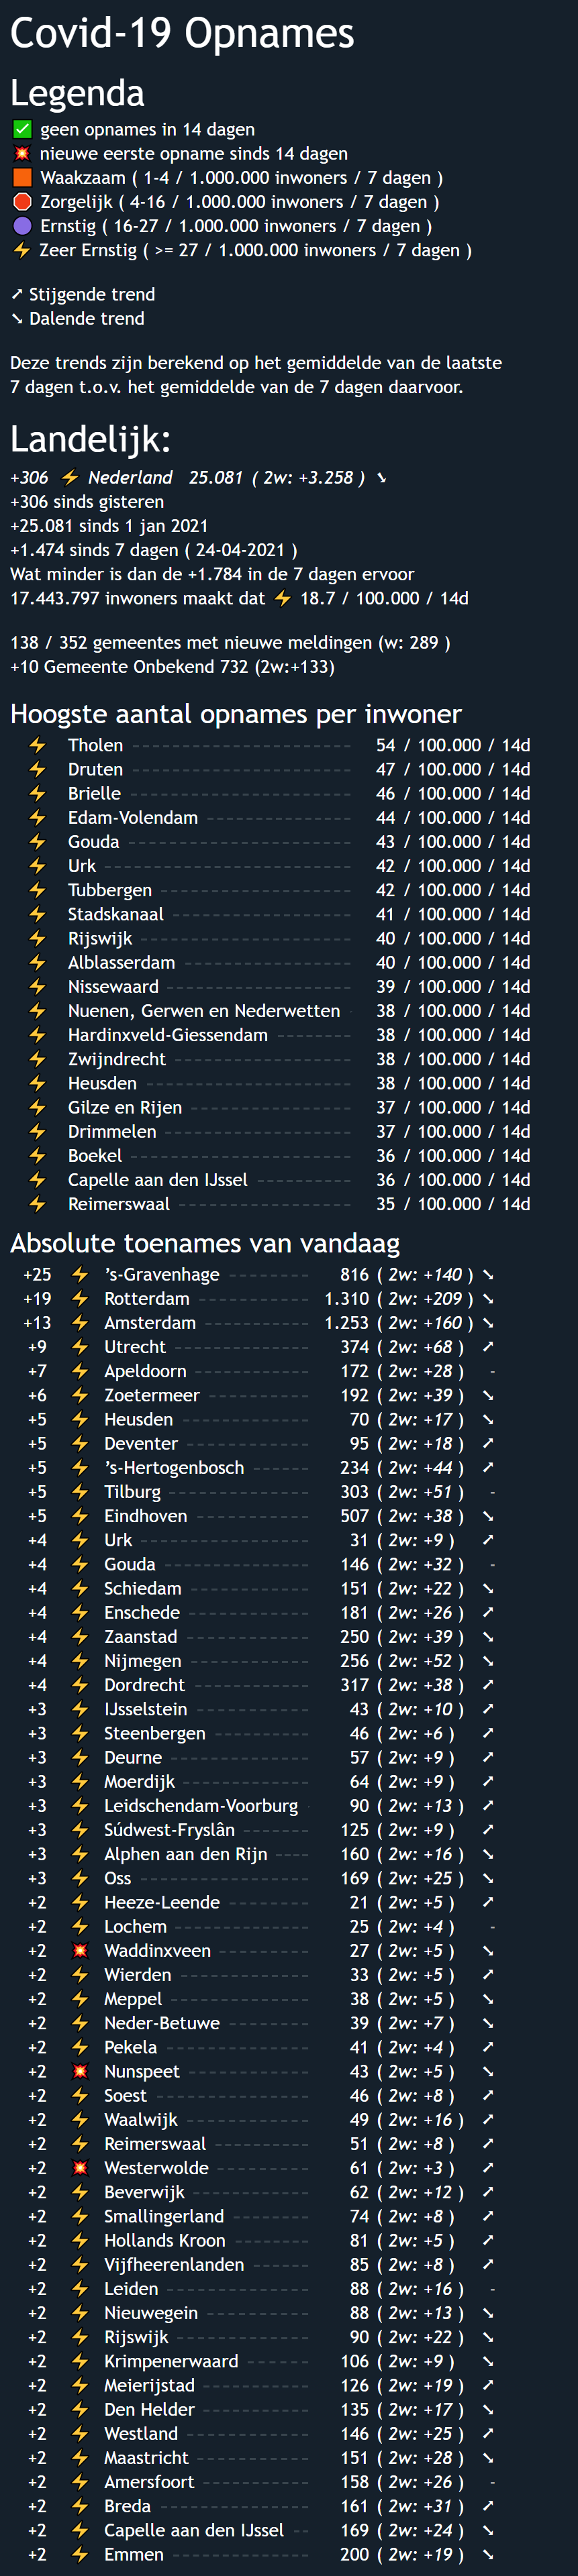 Covid-19 Opnames
Legenda
✅ geen opnames in 14 dagen
💥 nieuwe eerste opname sinds 14 dagen
🟧 Waakzaam ( 1-4 / 1.000.000 inwoners / 7 dagen )
🛑 Zorgelijk ( 4-16 / 1.000.000 inwoners / 7 dagen )
🟣 Ernstig ( 16-27 / 1.000.000 inwoners / 7 dagen )
⚡ Zeer Ernstig ( >= 27 / 1.000.000 inwoners / 7 dagen )
➚ Stijgende trend
➘ Dalende trend
Deze trends zijn berekend op het gemiddelde van de laatste
7 dagen t.o.v. het gemiddelde van de 7 dagen daarvoor.
Landelijk:
+306 ⚡ Nederland 25.081 ( 2w: +3.258 ) ➘
+306 sinds gisteren
+25.081 sinds 1 jan 2021
+1.474 sinds 7 dagen ( 24-04-2021 )
Wat minder is dan de +1.784 in de 7 dagen ervoor
17.443.797 inwoners maakt dat ⚡ 18.7 / 100.000 / 14d
138 / 352 gemeentes met nieuwe meldingen (w: 289 )
+10 Gemeente Onbekend 732 (2w:+133)
Hoogste aantal opnames per inwoner
⚡ Tholen 54 / 100.000 / 14d
⚡ Druten 47 / 100.000 / 14d
⚡ Brielle 46 / 100.000 / 14d
⚡ Edam-Volendam 44 / 100.000 / 14d
⚡ Gouda 43 / 100.000 / 14d
⚡ Urk 42 / 100.000 / 14d
⚡ Tubbergen 42 / 100.000 / 14d
⚡ Stadskanaal 41 / 100.000 / 14d
⚡ Rijswijk 40 / 100.000 / 14d
⚡ Alblasserdam 40 / 100.000 / 14d
⚡ Nissewaard 39 / 100.000 / 14d
⚡ Nuenen, Gerwen en Nederwetten 38 / 100.000 / 14d
⚡ Hardinxveld-Giessendam 38 / 100.000 / 14d
⚡ Zwijndrecht 38 / 100.000 / 14d
⚡ Heusden 38 / 100.000 / 14d
⚡ Gilze en Rijen 37 / 100.000 / 14d
⚡ Drimmelen 37 / 100.000 / 14d
⚡ Boekel 36 / 100.000 / 14d
⚡ Capelle aan den IJssel 36 / 100.000 / 14d
⚡ Reimerswaal 35 / 100.000 / 14d
Absolute toenames van vandaag
+25 ⚡ ’s-Gravenhage 816 ( 2w: +140 ) ➘
+19 ⚡ Rotterdam 1.310 ( 2w: +209 ) ➘
+13 ⚡ Amsterdam 1.253 ( 2w: +160 ) ➘
+9 ⚡ Utrecht 374 ( 2w: +68 ) ➚
+7 ⚡ Apeldoorn 172 ( 2w: +28 ) -
+6 ⚡ Zoetermeer 192 ( 2w: +39 ) ➘
+5 ⚡ Heusden 70 ( 2w: +17 ) ➘
+5 ⚡ Deventer 95 ( 2w: +18 ) ➚
+5 ⚡ ’s-Hertogenbosch 234 ( 2w: +44 ) ➚
+5 ⚡ Tilburg 303 ( 2w: +51 ) -
+5 ⚡ Eindhoven 507 ( 2w: +38 ) ➘
+4 ⚡ Urk 31 ( 2w: +9 ) ➚
+4 ⚡ Gouda 146 ( 2w: +32 ) -
+4 ⚡ Schiedam 151 ( 2w: +22 ) ➘
+4 ⚡ Enschede 181 ( 2w: +26 ) ➚
+4 ⚡ Zaanstad 250 ( 2w: +39 ) ➘
+4 ⚡ Nijmegen 256 ( 2w: +52 ) ➘
+4 ⚡ Dordrecht 317 ( 2w: +38 ) ➚
+3 ⚡ IJsselstein 43 ( 2w: +10 ) ➚
+3 ⚡ Steenbergen 46 ( 2w: +6 ) ➚
+3 ⚡ Deurne 57 ( 2w: +9 ) ➚
+3 ⚡ Moerdijk 64 ( 2w: +9 ) ➚
+3 ⚡ Leidschendam-Voorburg 90 ( 2w: +13 ) ➚
+3 ⚡ Súdwest-Fryslân 125 ( 2w: +9 ) ➚
+3 ⚡ Alphen aan den Rijn 160 ( 2w: +16 ) ➘
+3 ⚡ Oss 169 ( 2w: +25 ) ➘
+2 ⚡ Heeze-Leende 21 ( 2w: +5 ) ➚
+2 ⚡ Lochem 25 ( 2w: +4 ) -
+2 💥 Waddinxveen 27 ( 2w: +5 ) ➘
+2 ⚡ Wierden 33 ( 2w: +5 ) ➚
+2 ⚡ Meppel 38 ( 2w: +5 ) ➘
+2 ⚡ Neder-Betuwe 39 ( 2w: +7 ) ➘
+2 ⚡ Pekela 41 ( 2w: +4 ) ➚
+2 💥 Nunspeet 43 ( 2w: +5 ) ➘
+2 ⚡ Soest 46 ( 2w: +8 ) ➚
+2 ⚡ Waalwijk 49 ( 2w: +16 ) ➚
+2 ⚡ Reimerswaal 51 ( 2w: +8 ) ➚
+2 💥 Westerwolde 61 ( 2w: +3 ) ➚
+2 ⚡ Beverwijk 62 ( 2w: +12 ) ➚
+2 ⚡ Smallingerland 74 ( 2w: +8 ) ➚
+2 ⚡ Hollands Kroon 81 ( 2w: +5 ) ➚
+2 ⚡ Vijfheerenlanden 85 ( 2w: +8 ) ➚
+2 ⚡ Leiden 88 ( 2w: +16 ) -
+2 ⚡ Nieuwegein 88 ( 2w: +13 ) ➘
+2 ⚡ Rijswijk 90 ( 2w: +22 ) ➘
+2 ⚡ Krimpenerwaard 106 ( 2w: +9 ) ➘
+2 ⚡ Meierijstad 126 ( 2w: +19 ) ➚
+2 ⚡ Den Helder 135 ( 2w: +17 ) ➘
+2 ⚡ Westland 146 ( 2w: +25 ) ➚
+2 ⚡ Maastricht 151 ( 2w: +28 ) ➘
+2 ⚡ Amersfoort 158 ( 2w: +26 ) -
+2 ⚡ Breda 161 ( 2w: +31 ) ➚
+2 ⚡ Capelle aan den IJssel 169 ( 2w: +24 ) ➘
+2 ⚡ Emmen 200 ( 2w: +19 ) ➘